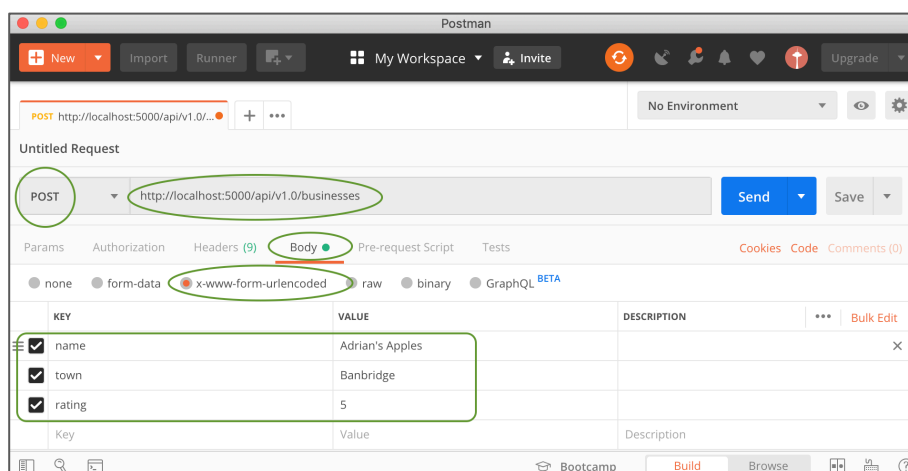 Postman
New Import Runner My Workspace Invite Upgrade
POST http://localhost:5000/api/v1.0/... No Environment
Untitled Request
POST http://localhost:5000/api/v1.0/businesses Send Save
Params Authorization Headers (9) Body Pre-request Script Tests Cookies Code Comments (0)
none form-data x-www-form-urlencoded raw binary GraphQL BETA
KEY VALUE DESCRIPTION Bulk Edit
name Adrian's Apples
town Banbridge
rating 5
Key Value Description
Bootcamp Build Browse